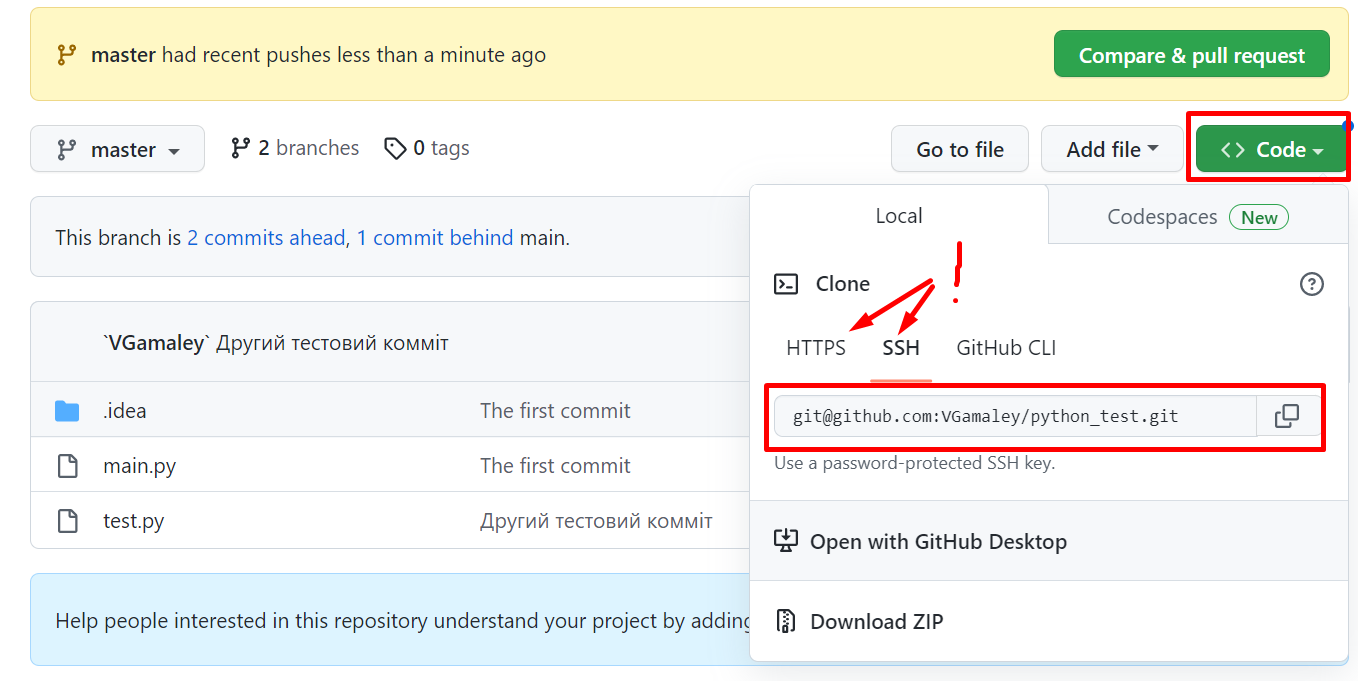 master had recent pushes less than a minute ago
Compare & pull request
master
2 branches
0 tags
Go to file
Add file
<> Code
This branch is 2 commits ahead, 1 commit behind main.
Local
Codespaces New
!
Clone
HTTPS SSH GitHub CLI
git@github.com:VGamaley/python_test.git
Use a password-protected SSH key.
Open with GitHub Desktop
Download ZIP
`VGamaley` Другий тестовий комміт
.idea The first commit
main.py The first commit
test.py Другий тестовий комміт
Help people interested in this repository understand your project by adding